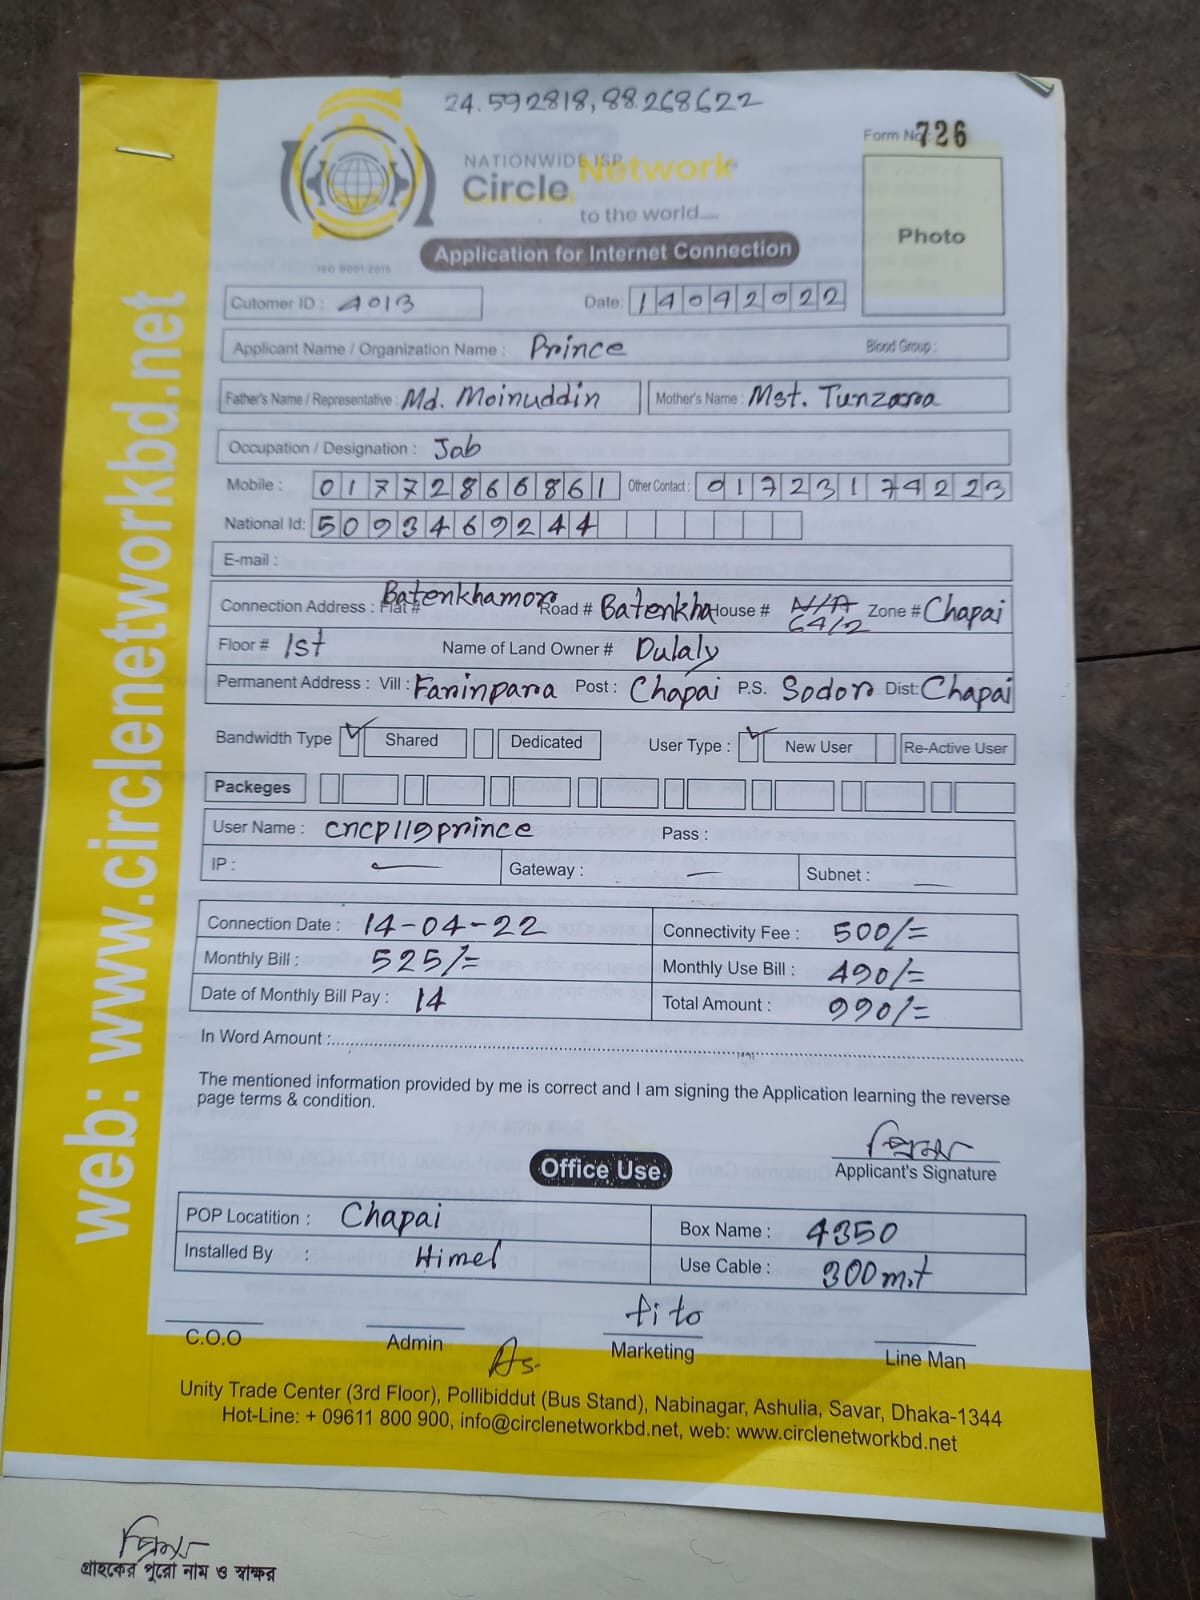 24.592818, 88.268622
Form No: 726
NATIONWIDE ISP
Circle Network
to the world.....
Photo
Application for Internet Connection
ISO 9001:2015
Cutomer ID : 4013
Date: 14042022
Applicant Name / Organization Name : Prince
Blood Group :
Father's Name / Representative : Md. Moinuddin
Mother's Name : Mst. Tunzara
Occupation / Designation : Job
Mobile : 01772866861
Other Contact : 01723174223
National Id: 5093469244
E-mail :
Connection Address : Flat # Batenkhamor Road # Batenkha House # N/A 64/2 Zone # Chapai
Floor # 1st Name of Land Owner # Dulaly
Permanent Address : Vill : Faninpara Post : Chapai P.S. Sodor Dist: Chapai
Bandwidth Type Shared Dedicated User Type : New User Re-Active User
Packeges
User Name : cncp119prince Pass :
IP : — Gateway : — Subnet : —
Connection Date : 14-04-22 Connectivity Fee : 500/=
Monthly Bill : 525/= Monthly Use Bill : 490/=
Date of Monthly Bill Pay : 14 Total Amount : 990/=
In Word Amount :
The mentioned information provided by me is correct and I am signing the Application learning the reverse
page terms & condition.
প্রিন্স
Applicant's Signature
Office Use
POP Locatition : Chapai Box Name : 4350
Installed By : Himel Use Cable : 300m.t
tito
C.O.O Admin Marketing Line Man
Unity Trade Center (3rd Floor), Pollibiddut (Bus Stand), Nabinagar, Ashulia, Savar, Dhaka-1344
Hot-Line: + 09611 800 900, info@circlenetworkbd.net, web: www.circlenetworkbd.net
web: www.circlenetworkbd.net
প্রিন্স
গ্রাহকের পুরো নাম ও স্বাক্ষর